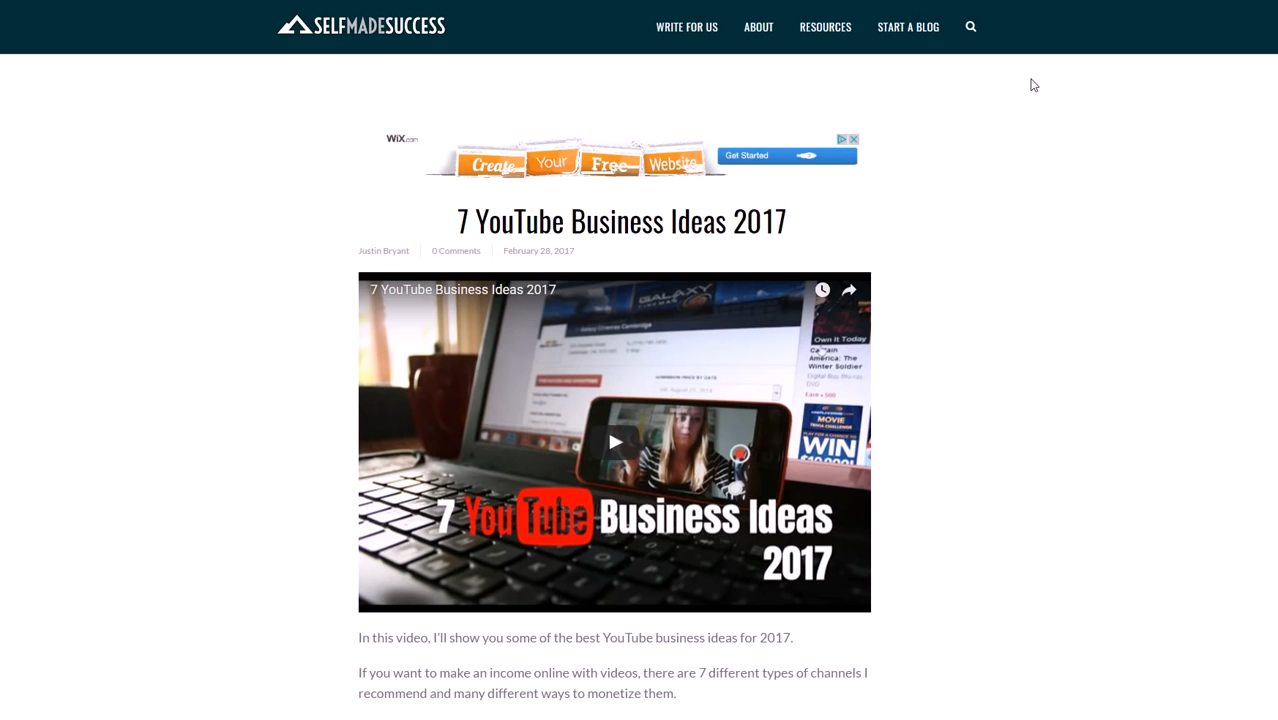 SELFMADESUCCESS
WRITE FOR US ABOUT RESOURCES START A BLOG
WiX.com
Create Your Free Website
Get Started
7 YouTube Business Ideas 2017
Justin Bryant 0 Comments February 28, 2017
7 YouTube Business Ideas 2017
GALAXY
Galaxy Cinemas Cambridge
Own It Today
Captain
America: The
Winter Soldier
MOVIE
WIN
7 YouTube Business Ideas
2017
In this video, I'll show you some of the best YouTube business ideas for 2017.
If you want to make an income online with videos, there are 7 different types of channels I
recommend and many different ways to monetize them.